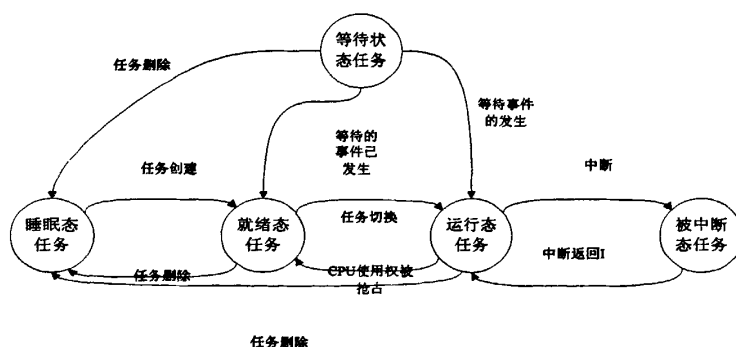 等待状
态任务
任务删除
等待事件
的发生
等待的
事件已
发生
任务创建
中断
睡眠态
任务
就绪态
任务
任务切换
运行态
任务
被中断
态任务
任务删除
CPU使用权被
抢占
中断返回I
任务删除